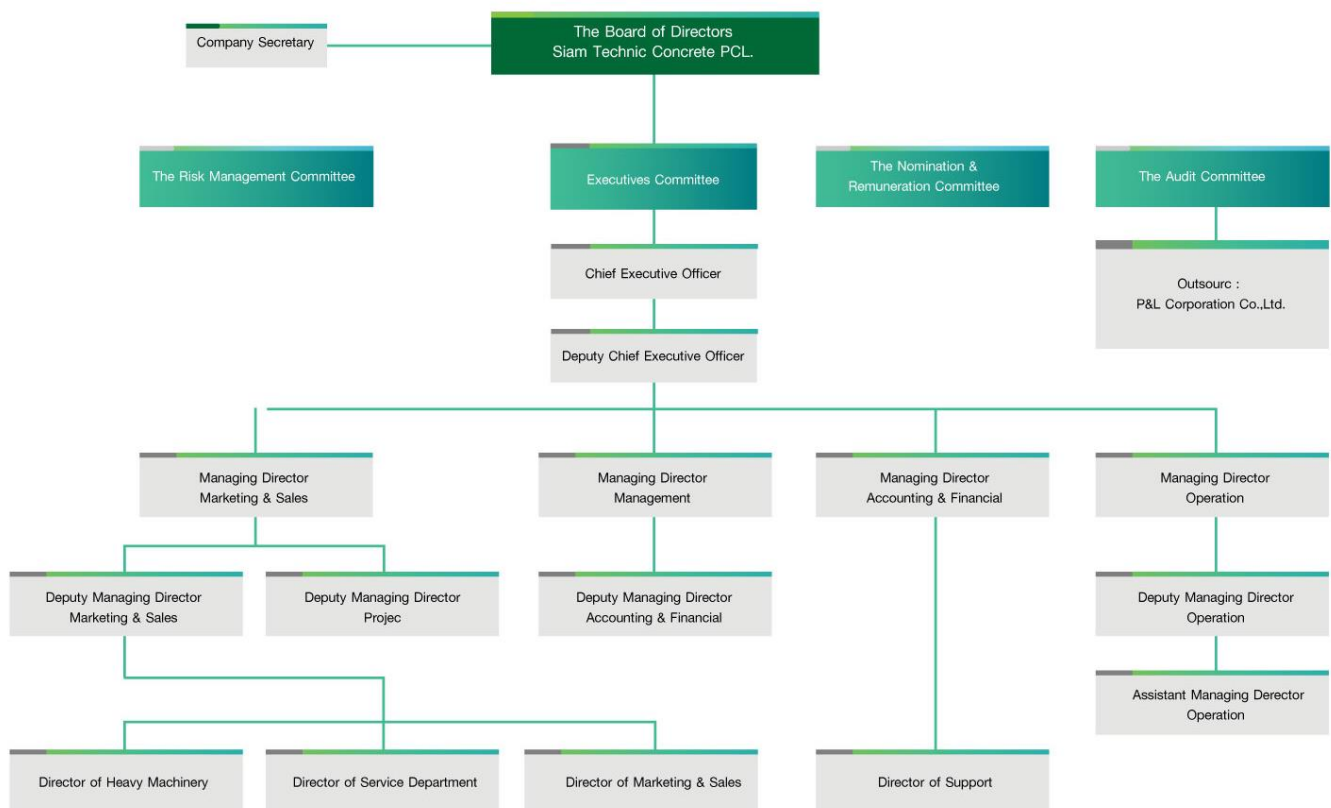 The Board of Directors
Siam Technic Concrete PCL.
Company Secretary
The Risk Management Committee
Executives Committee
The Nomination &
Remuneration Committee
The Audit Committee
Chief Executive Officer
Outsourc :
P&L Corporation Co.,Ltd.
Deputy Chief Executive Officer
Managing Director
Marketing & Sales
Managing Director
Management
Managing Director
Accounting & Financial
Managing Director
Operation
Deputy Managing Director
Marketing & Sales
Deputy Managing Director
Projec
Deputy Managing Director
Accounting & Financial
Deputy Managing Director
Operation
Assistant Managing Derector
Operation
Director of Heavy Machinery
Director of Service Department
Director of Marketing & Sales
Director of Support